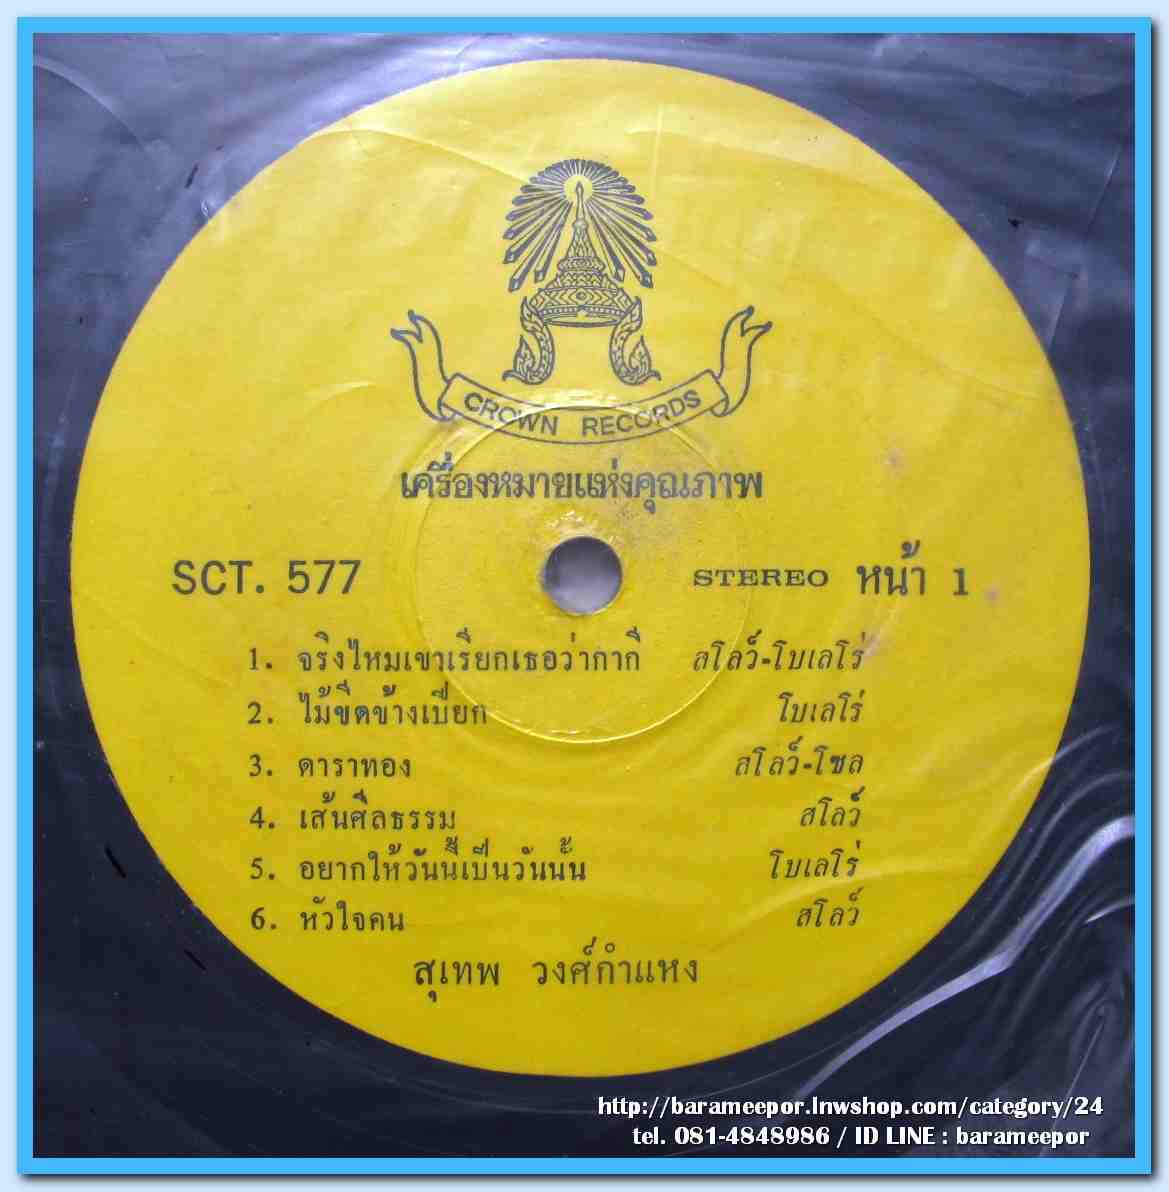 CROWN RECORDS
เครื่องหมายแห่งคุณภาพ
SCT. 577 STEREO หน้า 1
1. จริงไหมเขาเรียกเธอว่ากากี สโลว์-โบเลโร่
2. ไม้ขีดข้างเปียก โบเลโร่
3. ดาราทอง สโลว์-โซล
4. เส้นศีลธรรม สโลว์
5. อยากให้วันนี้เป็นวันนั้น โบเลโร่
6. หัวใจคน สโลว์
สุเทพ วงศ์กำแหง
http://barameepor.lnwshop.com/category/24
tel. 081-4848986 / ID LINE : barameepor